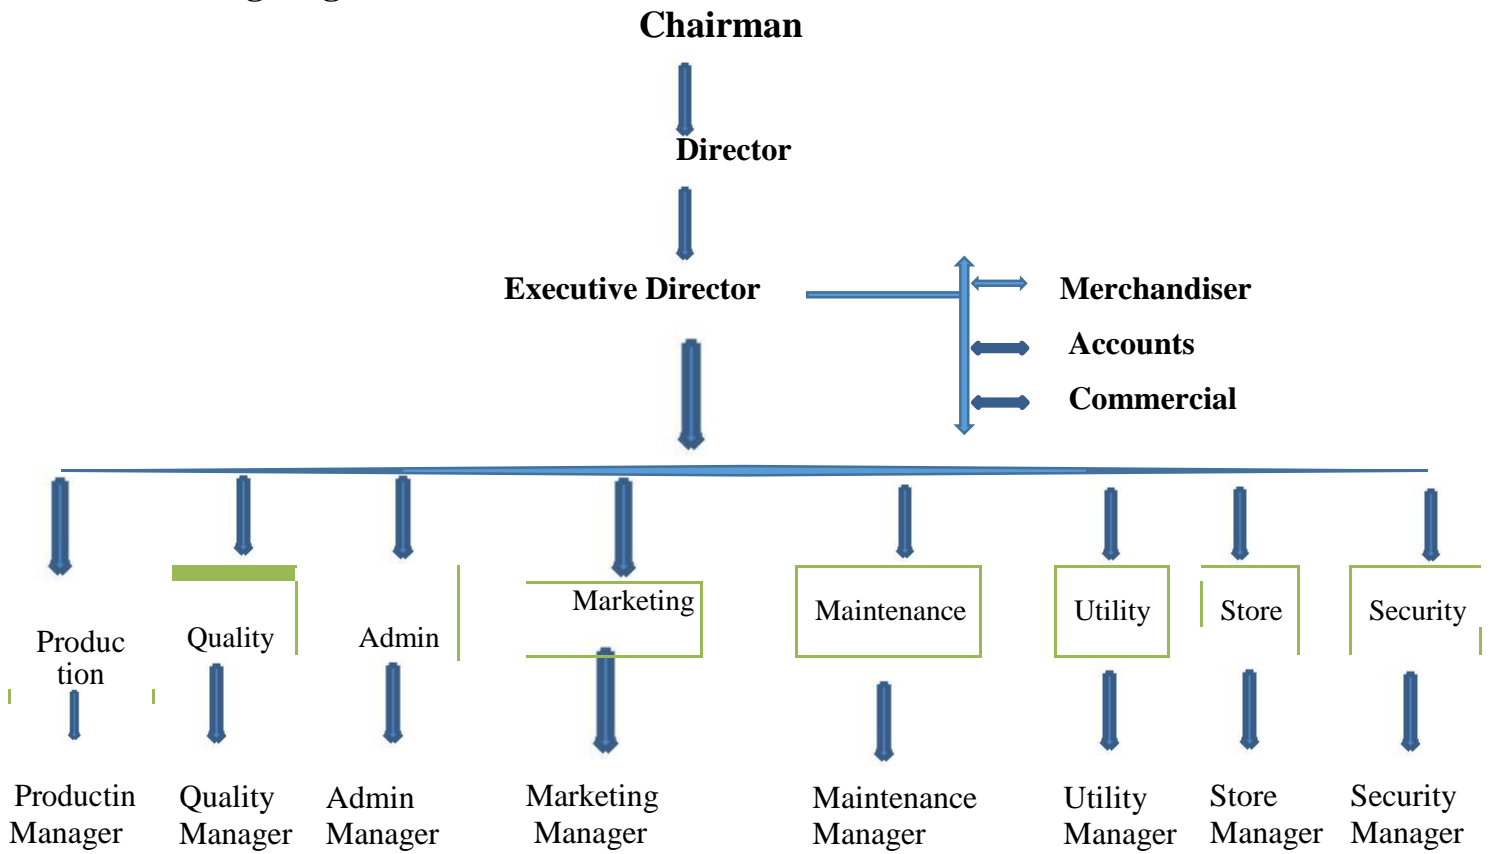 Chairman
Director
Executive Director
Merchandiser
Accounts
Commercial
Produc
tion
Quality
Admin
Marketing
Maintenance
Utility
Store
Security
Productin
Manager
Quality
Manager
Admin
Manager
Marketing
Manager
Maintenance
Manager
Utility
Manager
Store
Manager
Security
Manager